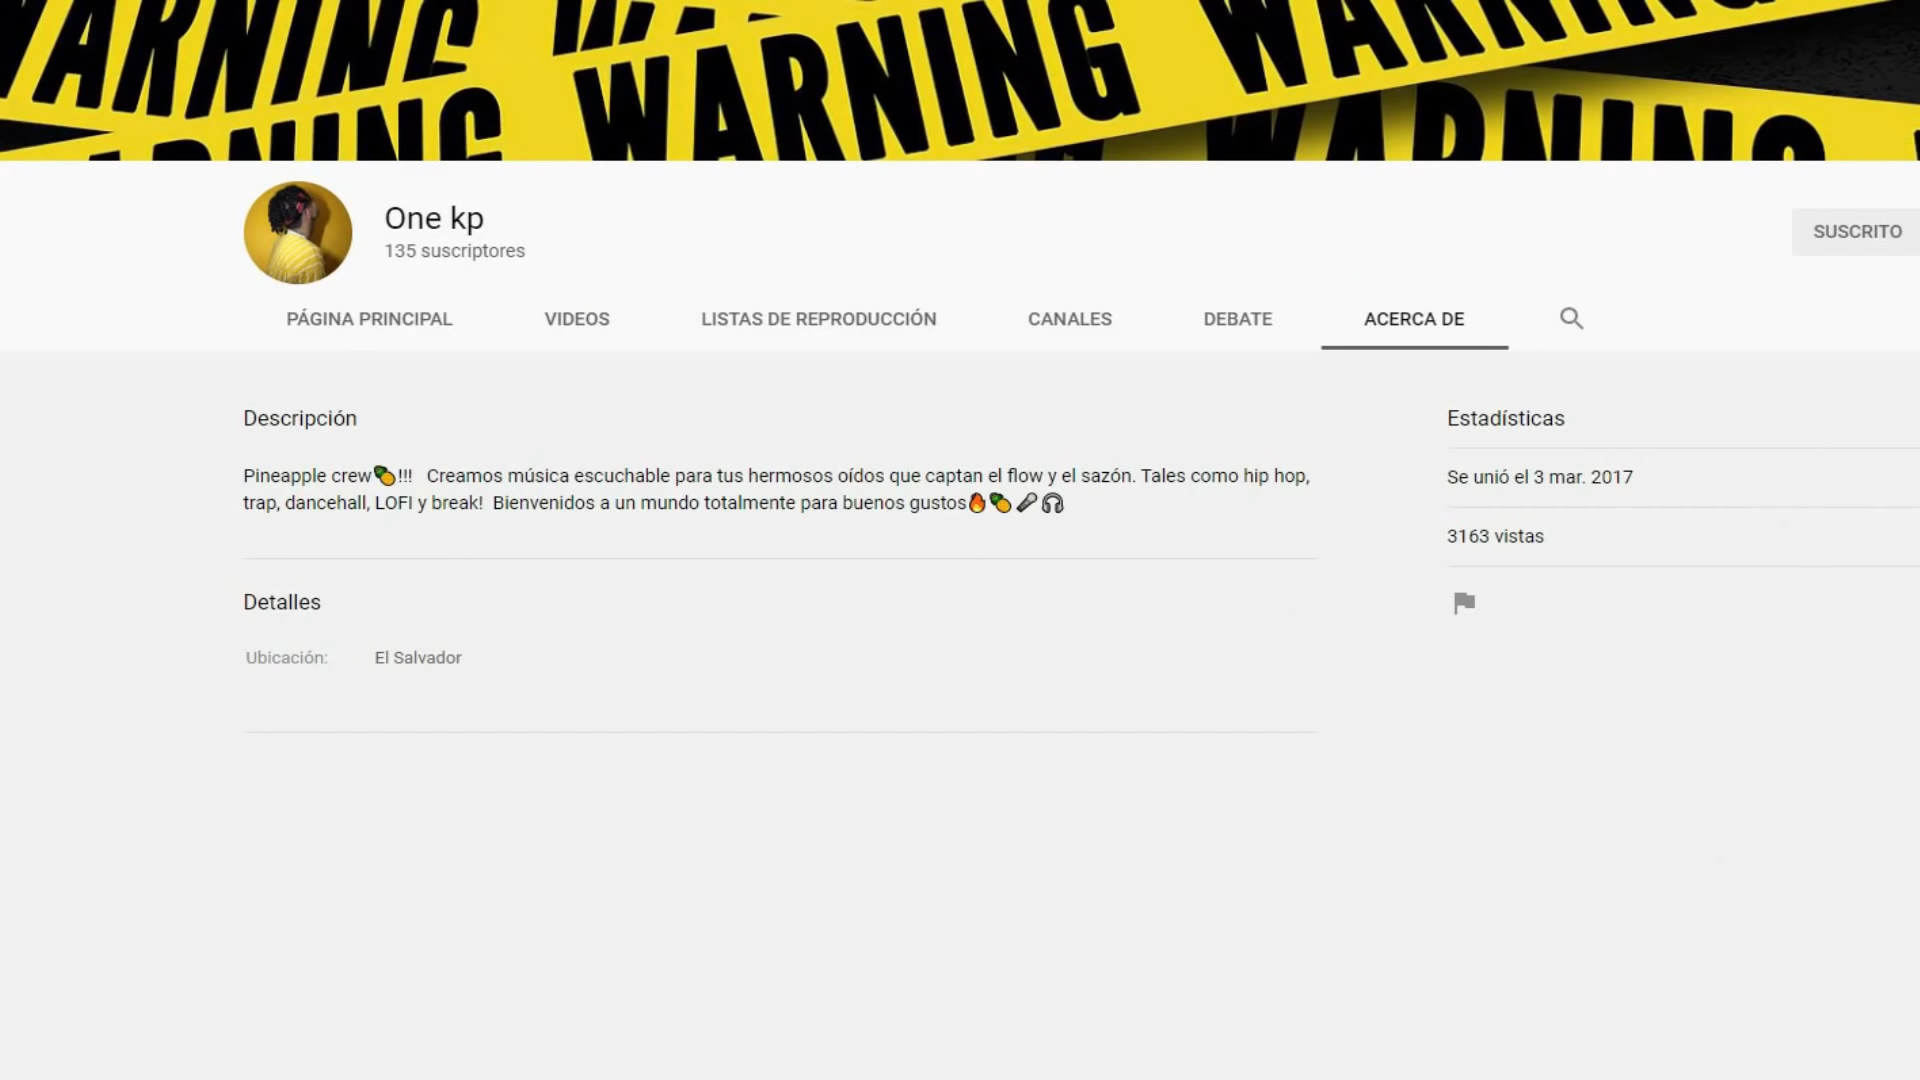 WARNING WARNING
WARNING WARNING WARNING
One kp
135 suscriptores
SUSCRITO
PÁGINA PRINCIPAL VIDEOS LISTAS DE REPRODUCCIÓN CANALES DEBATE ACERCA DE
Descripción
Pineapple crew🍍!!! Creamos música escuchable para tus hermosos oídos que captan el flow y el sazón. Tales como hip hop,
trap, dancehall, LOFI y break! Bienvenidos a un mundo totalmente para buenos gustos🔥🍍🎤🎧
Detalles
Ubicación: El Salvador
Estadísticas
Se unió el 3 mar. 2017
3163 vistas